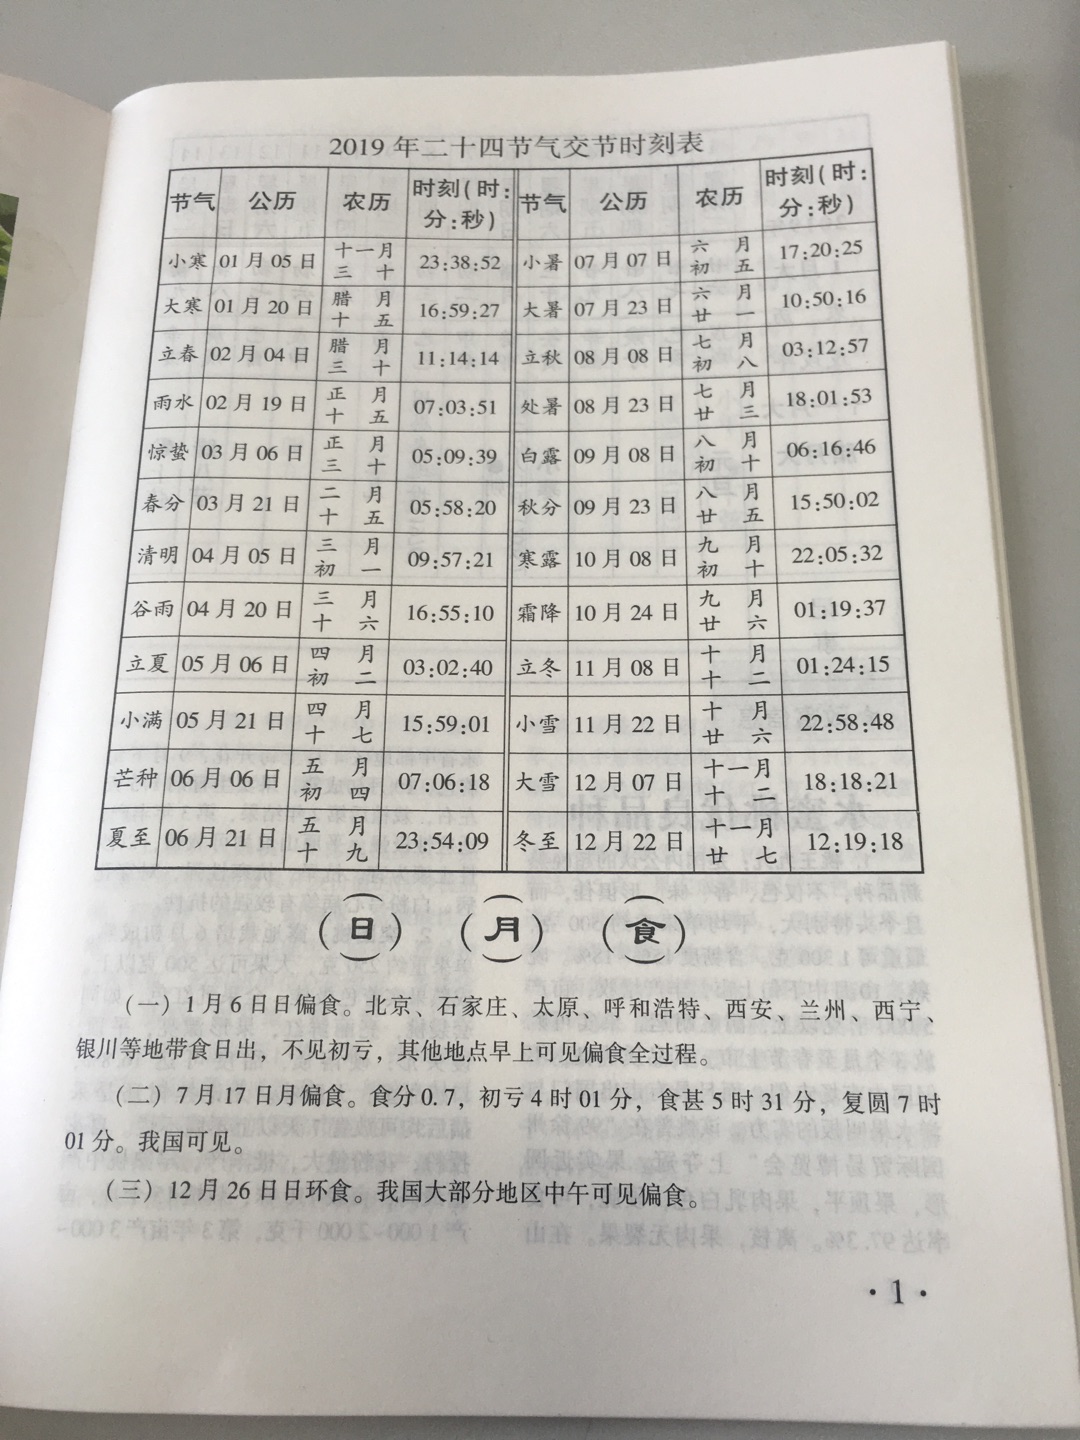 2019年二十四节气交节时刻表
节气 公历 农历 时刻(时:分:秒) 节气 公历 农历 时刻(时:分:秒)
小寒 01月05日 十一月三十 23:38:52 小暑 07月07日 六月初五 17:20:25
大寒 01月20日 腊月十五 16:59:27 大暑 07月23日 六月廿一 10:50:16
立春 02月04日 腊月三十 11:14:14 立秋 08月08日 七月初八 03:12:57
雨水 02月19日 正月十五 07:03:51 处暑 08月23日 七月廿三 18:01:53
惊蛰 03月06日 正月三十 05:09:39 白露 09月08日 八月初十 06:16:46
春分 03月21日 二月十五 05:58:20 秋分 09月23日 八月廿五 15:50:02
清明 04月05日 三月初一 09:57:21 寒露 10月08日 九月初十 22:05:32
谷雨 04月20日 三月十六 16:55:10 霜降 10月24日 九月廿六 01:19:37
立夏 05月06日 四月初二 03:02:40 立冬 11月08日 十月十二 01:24:15
小满 05月21日 四月十七 15:59:01 小雪 11月22日 十月廿六 22:58:48
芒种 06月06日 五月初四 07:06:18 大雪 12月07日 十一月十二 18:18:21
夏至 06月21日 五月十九 23:54:09 冬至 12月22日 十一月廿七 12:19:18
日 月 食
(一)1月6日日偏食。北京、石家庄、太原、呼和浩特、西安、兰州、西宁、
银川等地带食日出，不见初亏，其他地点早上可见偏食全过程。
(二)7月17日月偏食。食分0.7，初亏4时01分，食甚5时31分，复圆7时
01分。我国可见。
(三)12月26日日环食。我国大部分地区中午可见偏食。
·1·